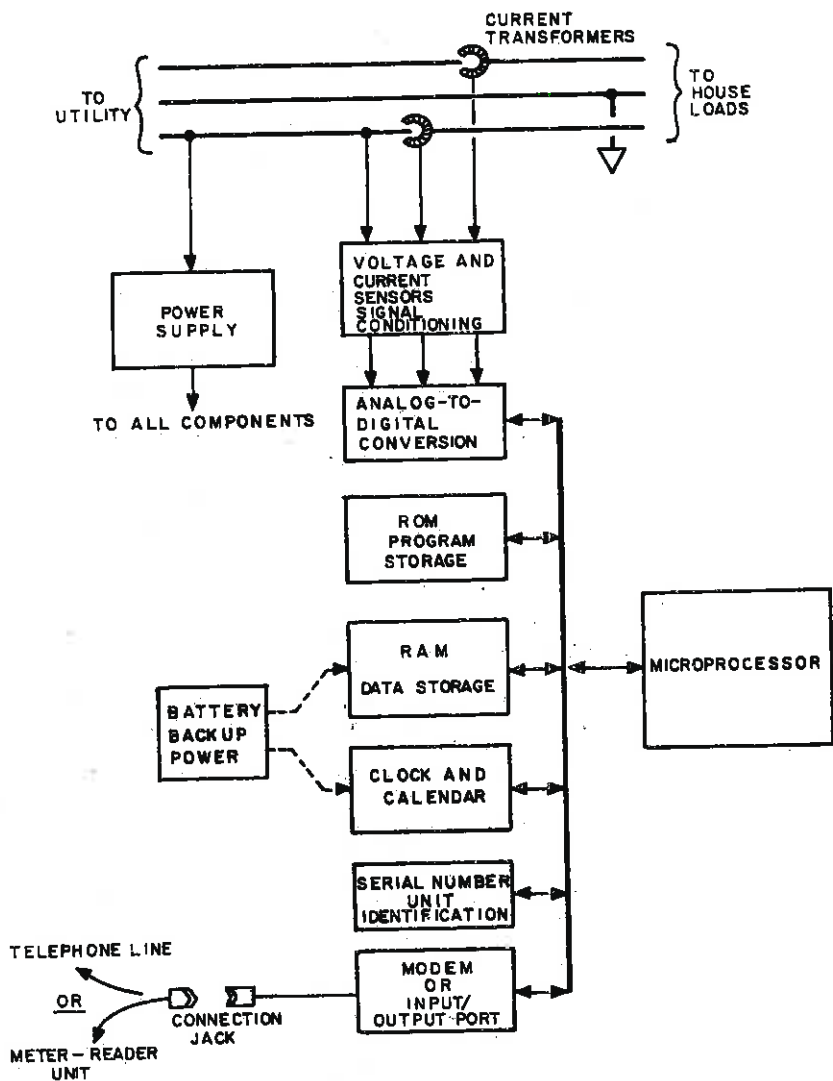 CURRENT
TRANSFORMERS
TO
UTILITY
TO
HOUSE
LOADS
POWER
SUPPLY
TO ALL COMPONENTS
VOLTAGE AND
CURRENT
SENSORS
SIGNAL
CONDITIONING
ANALOG-TO-
DIGITAL
CONVERSION
ROM
PROGRAM
STORAGE
RAM
DATA STORAGE
MICROPROCESSOR
BATTERY
BACKUP
POWER
CLOCK AND
CALENDAR
SERIAL NUMBER
UNIT
IDENTIFICATION
MODEM
OR
INPUT/
OUTPUT PORT
TELEPHONE LINE
OR
CONNECTION
JACK
METER-READER
UNIT